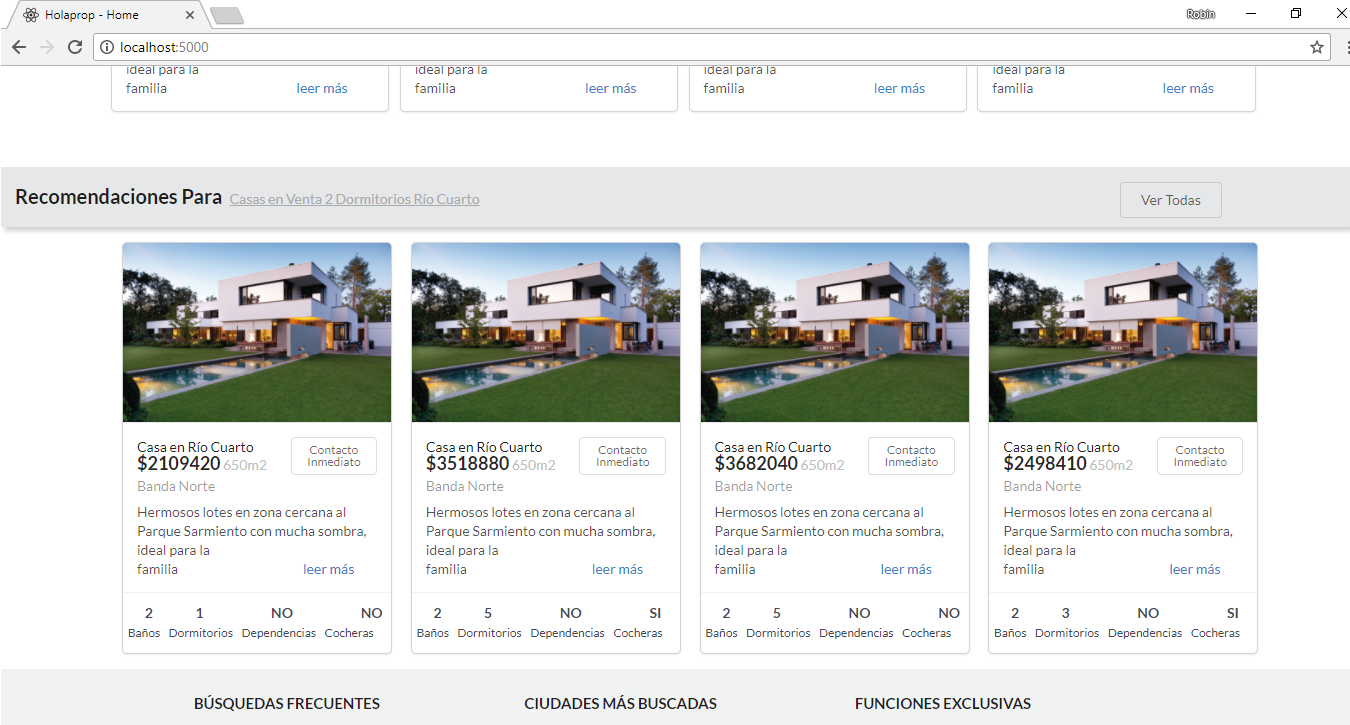 Holaprop - Home
Robin
localhost:5000
ideal para la
familia leer más
ideal para la
familia leer más
ideal para la
familia leer más
ideal para la
familia leer más
Recomendaciones Para Casas en Venta 2 Dormitorios Río Cuarto Ver Todas
Casa en Río Cuarto
$2109420 650m2
Contacto
Inmediato
Banda Norte
Hermosos lotes en zona cercana al
Parque Sarmiento con mucha sombra,
ideal para la
familia leer más
2 1 NO NO
Baños Dormitorios Dependencias Cocheras
Casa en Río Cuarto
$3518880 650m2
Contacto
Inmediato
Banda Norte
Hermosos lotes en zona cercana al
Parque Sarmiento con mucha sombra,
ideal para la
familia leer más
2 5 NO SI
Baños Dormitorios Dependencias Cocheras
Casa en Río Cuarto
$3682040 650m2
Contacto
Inmediato
Banda Norte
Hermosos lotes en zona cercana al
Parque Sarmiento con mucha sombra,
ideal para la
familia leer más
2 5 NO NO
Baños Dormitorios Dependencias Cocheras
Casa en Río Cuarto
$2498410 650m2
Contacto
Inmediato
Banda Norte
Hermosos lotes en zona cercana al
Parque Sarmiento con mucha sombra,
ideal para la
familia leer más
2 3 NO SI
Baños Dormitorios Dependencias Cocheras
BÚSQUEDAS FRECUENTES CIUDADES MÁS BUSCADAS FUNCIONES EXCLUSIVAS